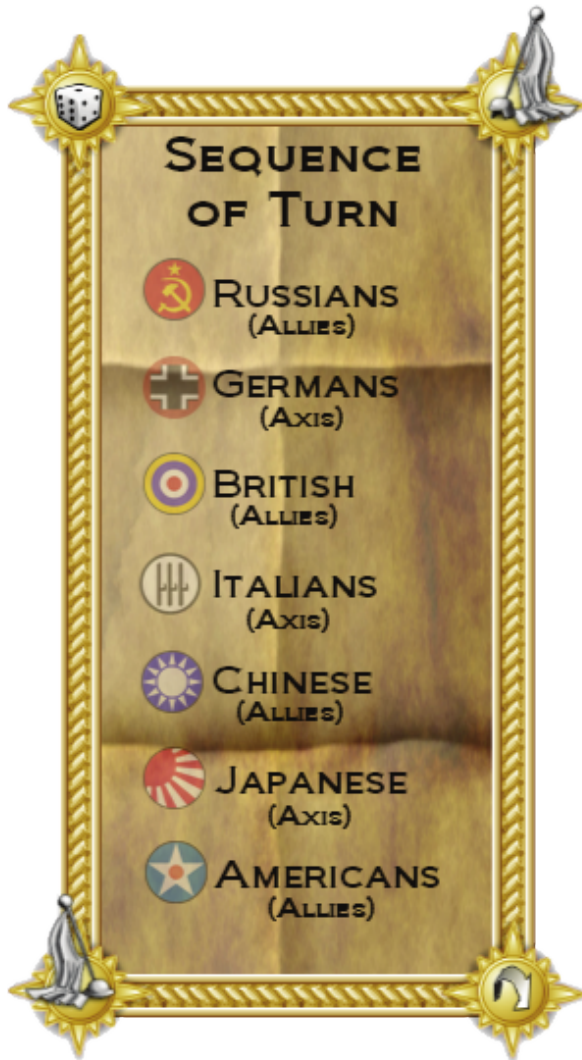 Sequence
of Turn
Russians
(Allies)
Germans
(Axis)
British
(Allies)
Italians
(Axis)
Chinese
(Allies)
Japanese
(Axis)
Americans
(Allies)